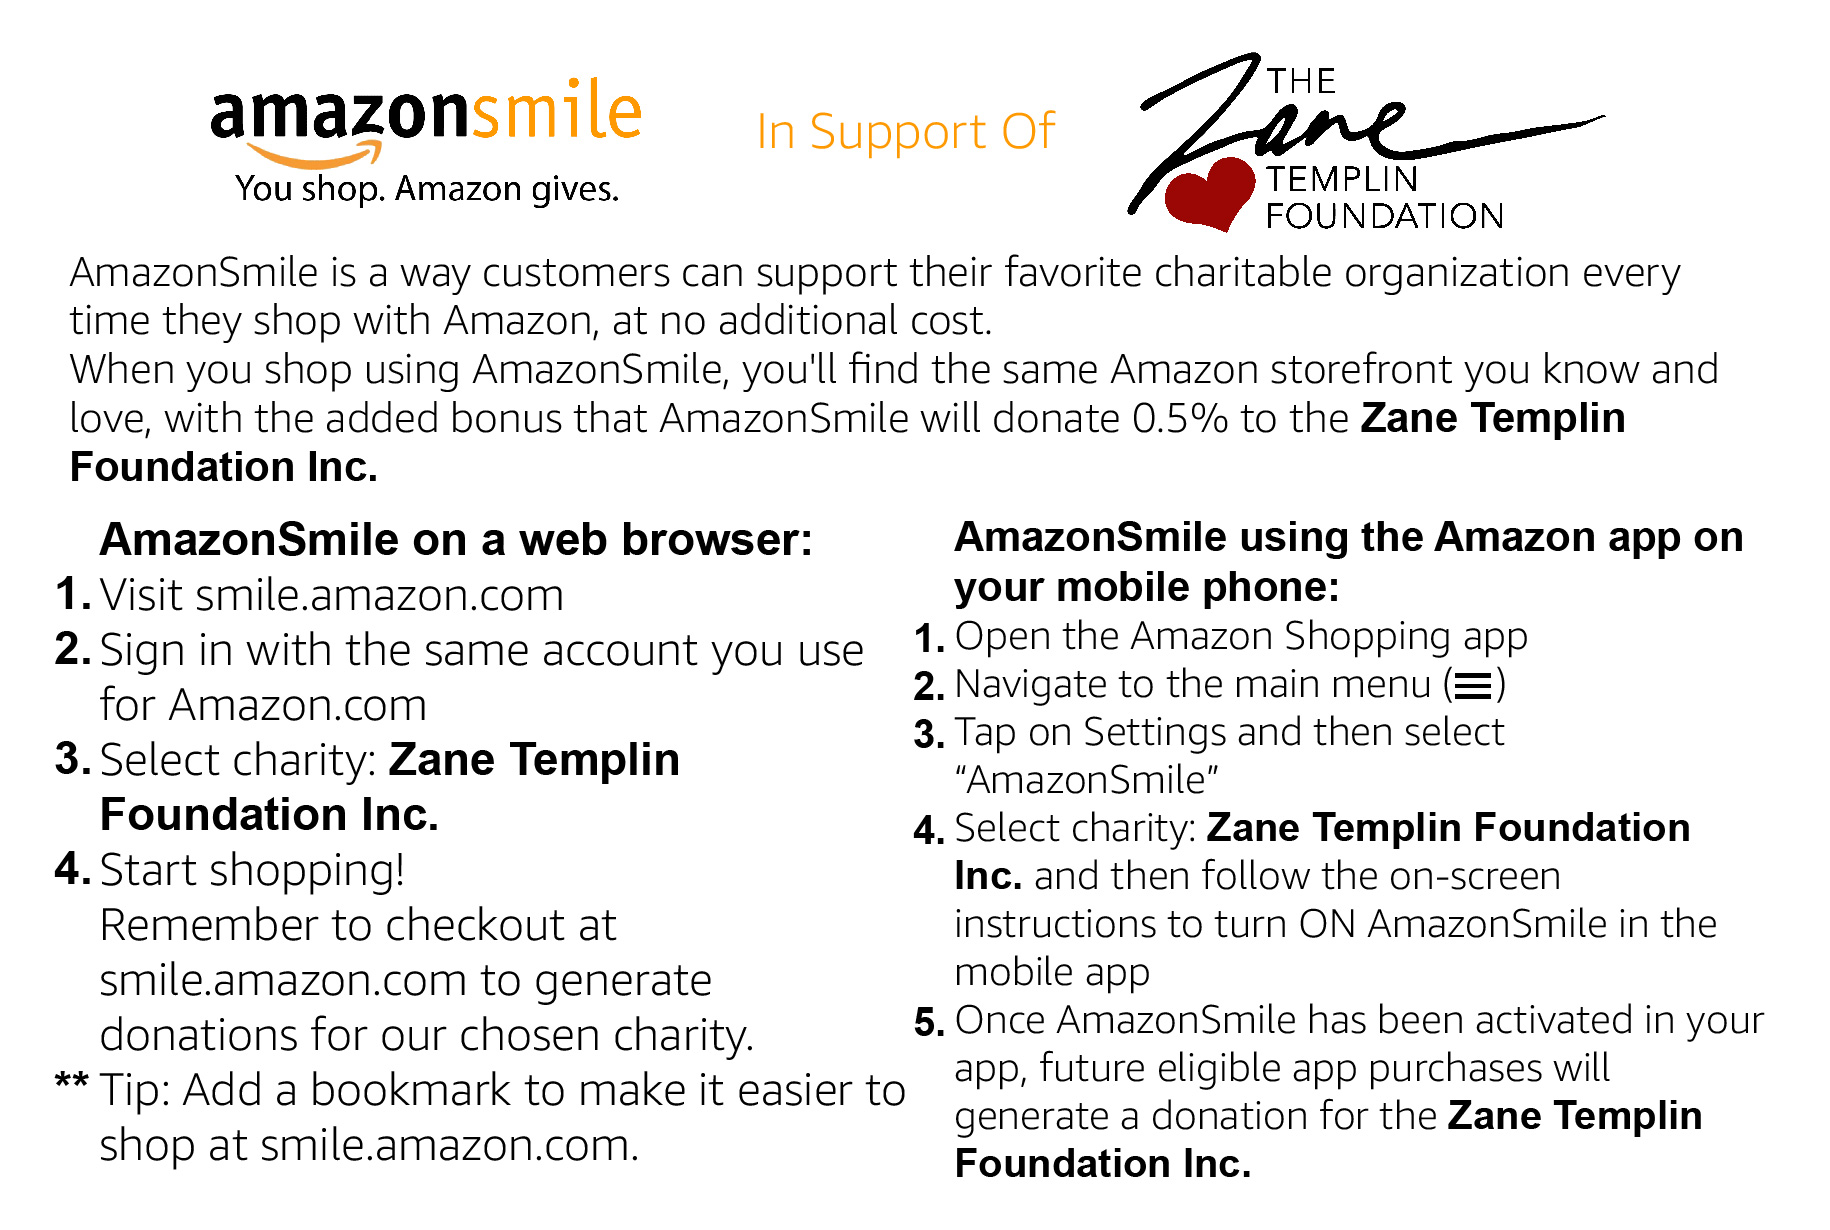 amazonsmile
You shop. Amazon gives.
In Support Of
THE
Zane
TEMPLIN
FOUNDATION
AmazonSmile is a way customers can support their favorite charitable organization every
time they shop with Amazon, at no additional cost.
When you shop using AmazonSmile, you'll find the same Amazon storefront you know and
love, with the added bonus that AmazonSmile will donate 0.5% to the Zane Templin
Foundation Inc.
AmazonSmile on a web browser:
1. Visit smile.amazon.com
2. Sign in with the same account you use
for Amazon.com
3. Select charity: Zane Templin
Foundation Inc.
4. Start shopping!
Remember to checkout at
smile.amazon.com to generate
donations for our chosen charity.
** Tip: Add a bookmark to make it easier to
shop at smile.amazon.com.
AmazonSmile using the Amazon app on
your mobile phone:
1. Open the Amazon Shopping app
2. Navigate to the main menu (☰)
3. Tap on Settings and then select
“AmazonSmile”
4. Select charity: Zane Templin Foundation
Inc. and then follow the on-screen
instructions to turn ON AmazonSmile in the
mobile app
5. Once AmazonSmile has been activated in your
app, future eligible app purchases will
generate a donation for the Zane Templin
Foundation Inc.